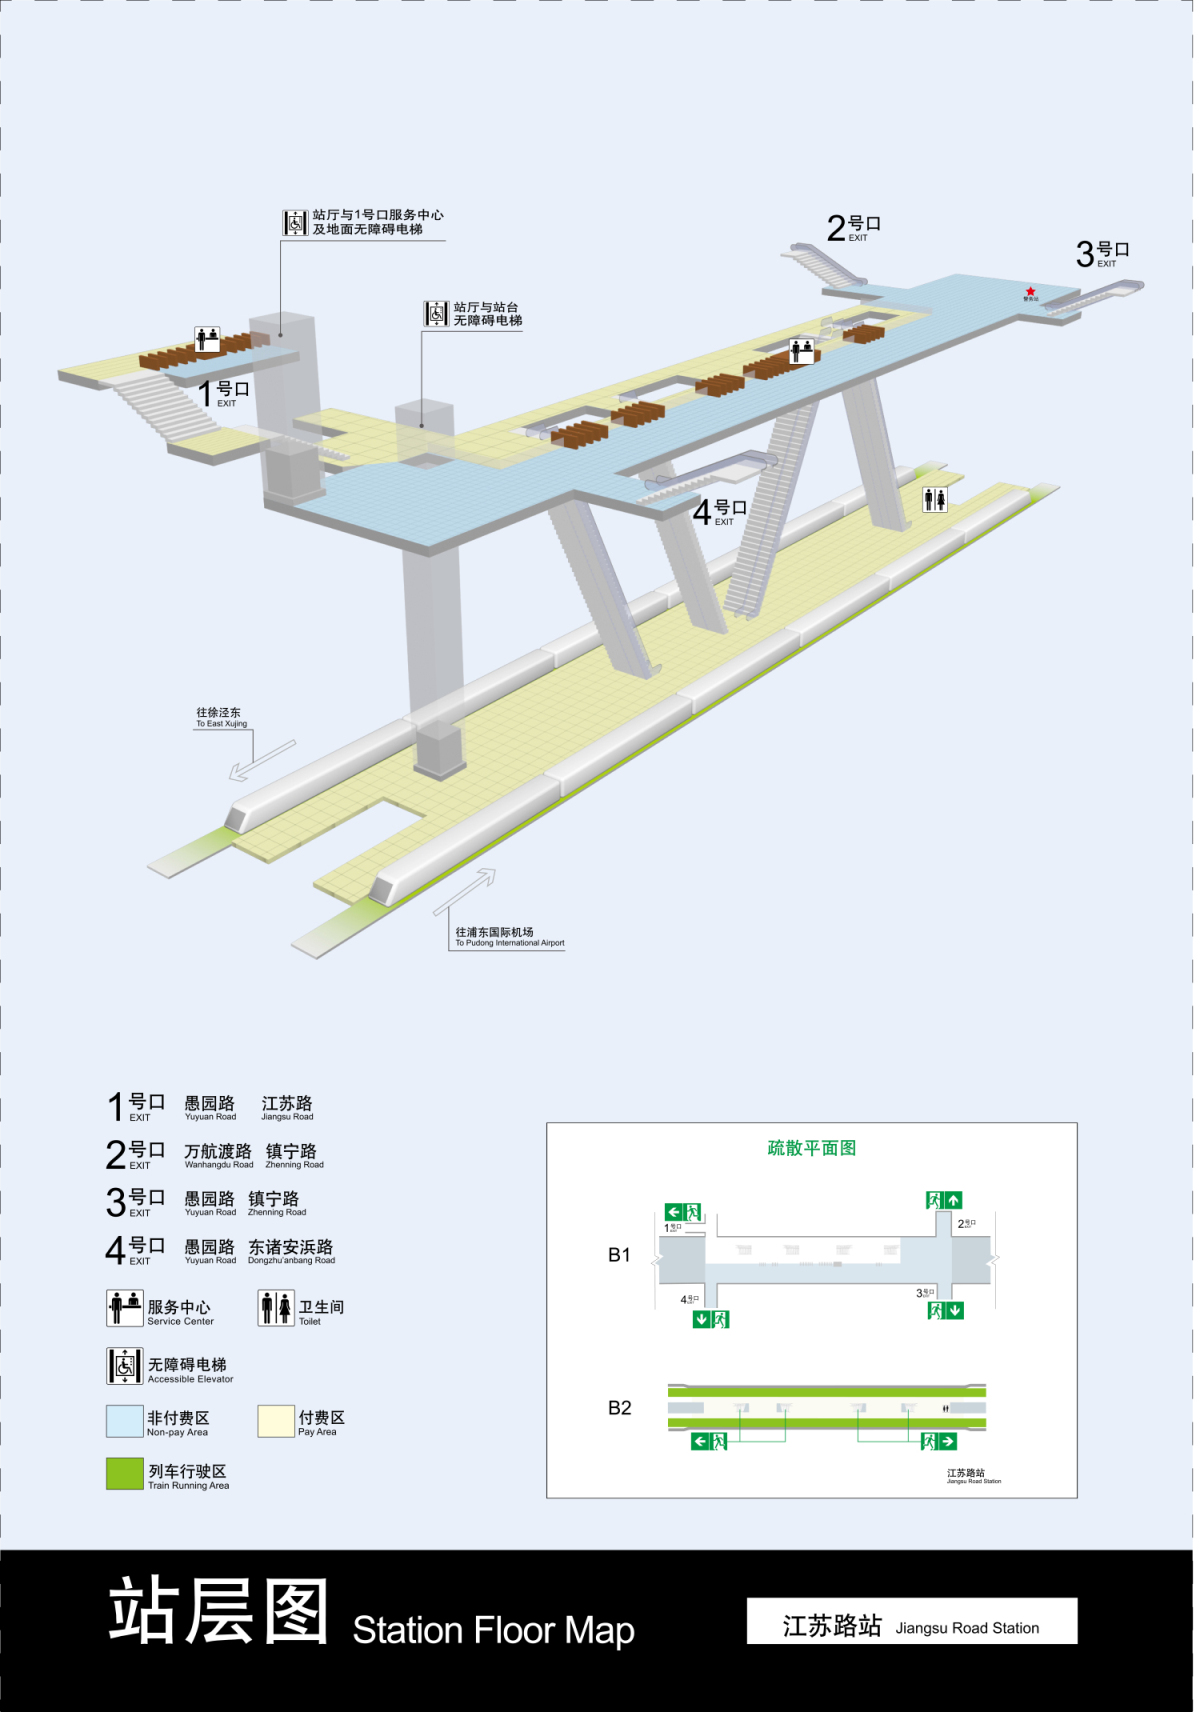 站厅与1号口服务中心
及地面无障碍电梯
2号口
EXIT
3号口
EXIT
站厅与站台
无障碍电梯
警务站
1号口
EXIT
4号口
EXIT
往徐泾东
To East Xujing
往浦东国际机场
To Pudong International Airport
1号口 愚园路 江苏路
EXIT Yuyuan Road Jiangsu Road
2号口 万航渡路 镇宁路
EXIT Wanhangdu Road Zhenning Road
3号口 愚园路 镇宁路
EXIT Yuyuan Road Zhenning Road
4号口 愚园路 东诸安浜路
EXIT Yuyuan Road Dongzhu'anbang Road
服务中心 卫生间
Service Center Toilet
无障碍电梯
Accessible Elevator
非付费区 付费区
Non-pay Area Pay Area
列车行驶区
Train Running Area
疏散平面图
1号口
EXIT
2号口
EXIT
B1
4号口
EXIT
3号口
EXIT
B2
江苏路站
Jiangsu Road Station
站层图 Station Floor Map
江苏路站 Jiangsu Road Station